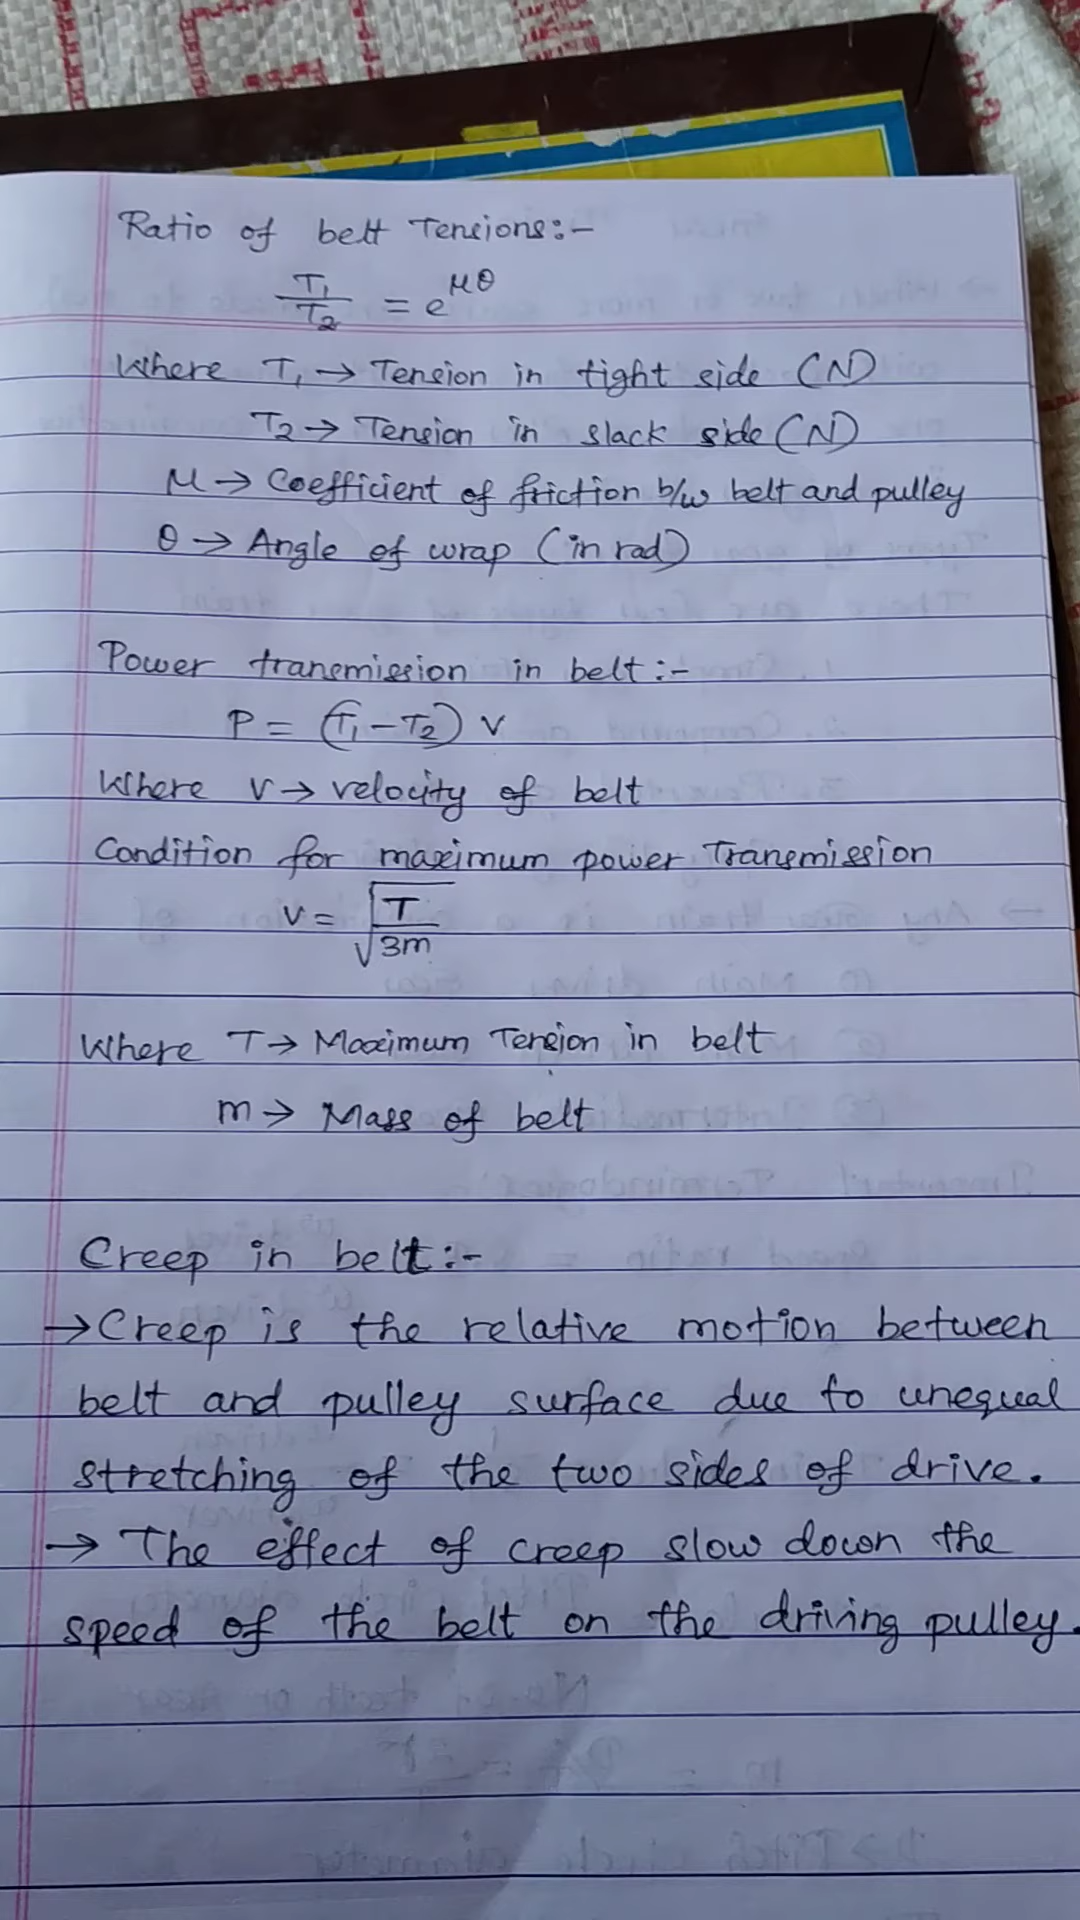 Ratio of belt Tensions:-
T₁/T₂ = e^μθ
Where T₁ → Tension in tight side (N)
T₂ → Tension in slack side (N)
μ → Coefficient of friction b/w belt and pulley
θ → Angle of wrap (in rad)
Power transmission in belt :-
P = (T₁ - T₂) v
Where v → velocity of belt
Condition for maximum power Transmission
v = √(T/3m)
Where T → Maximum Tension in belt
m → Mass of belt
Creep in belt :-
→ Creep is the relative motion between
belt and pulley surface due to unequal
stretching of the two sides of drive.
→ The effect of creep slow down the
speed of the belt on the driving pulley.